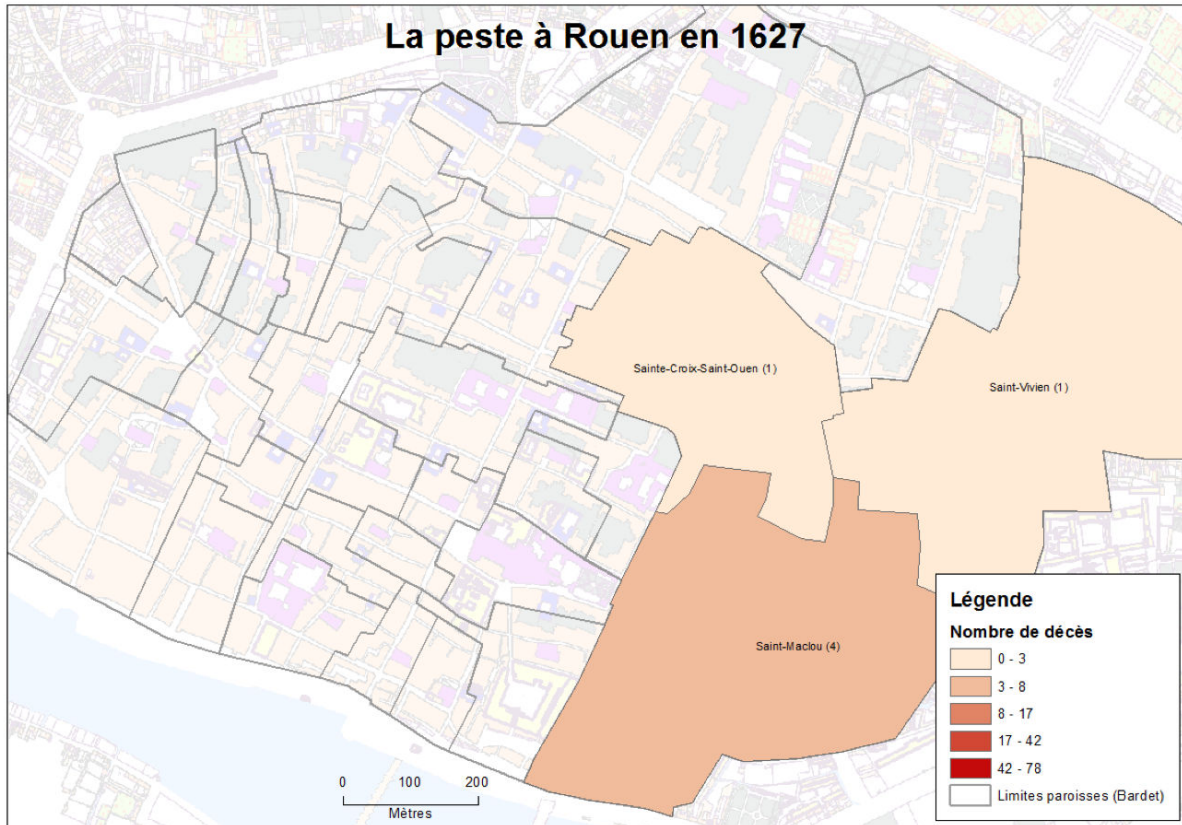 La peste à Rouen en 1627
Sainte-Croix-Saint-Ouen (1)
Saint-Vivien (1)
Saint-Maclou (4)
Légende
Nombre de décès
0 - 3
3 - 8
8 - 17
17 - 42
42 - 78
Limites paroisses (Bardet)
0 100 200
Mètres